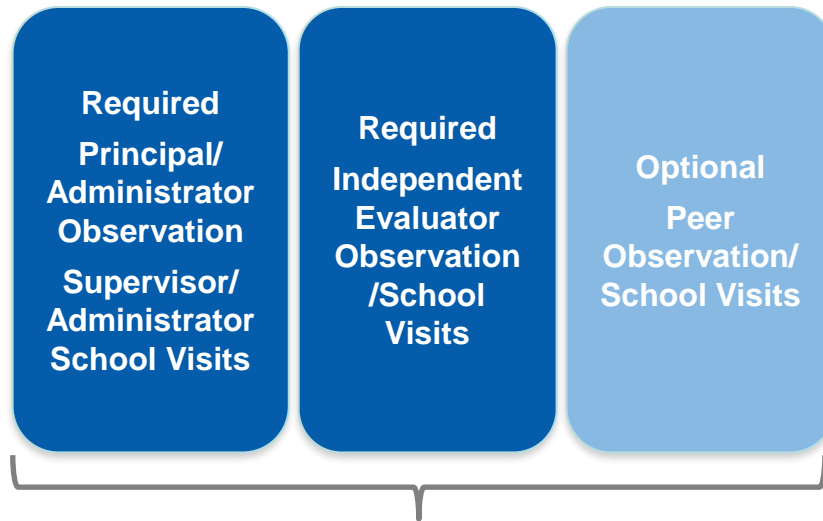 Required
Principal/
Administrator
Observation
Supervisor/
Administrator
School Visits
Required
Independent
Evaluator
Observation
/School
Visits
Optional
Peer
Observation/
School Visits